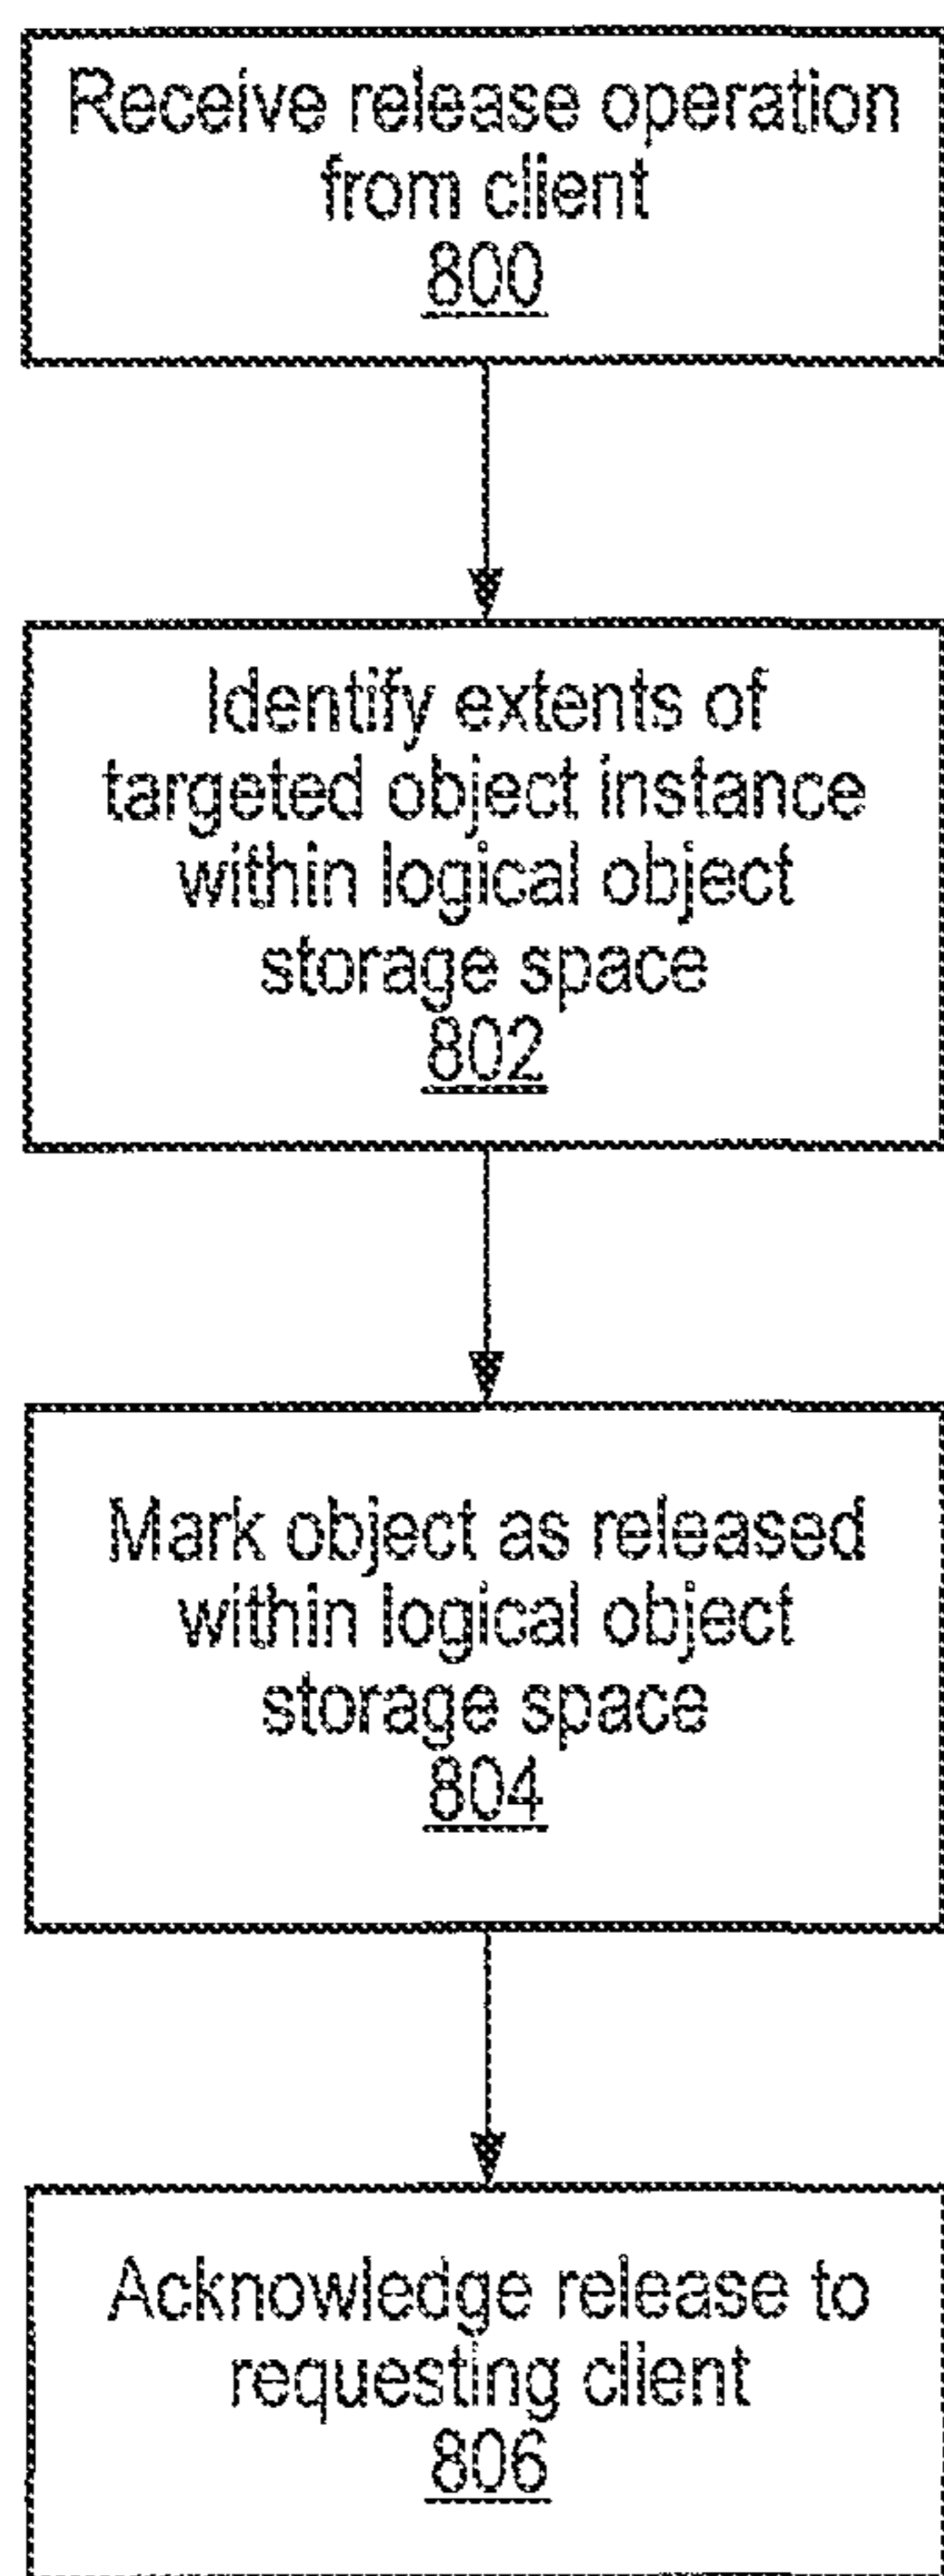 Receive release operation
from client
800
Identify extents of
targeted object instance
within logical object
storage space
802
Mark object as released
within logical object
storage space
804
Acknowledge release to
requesting client
806